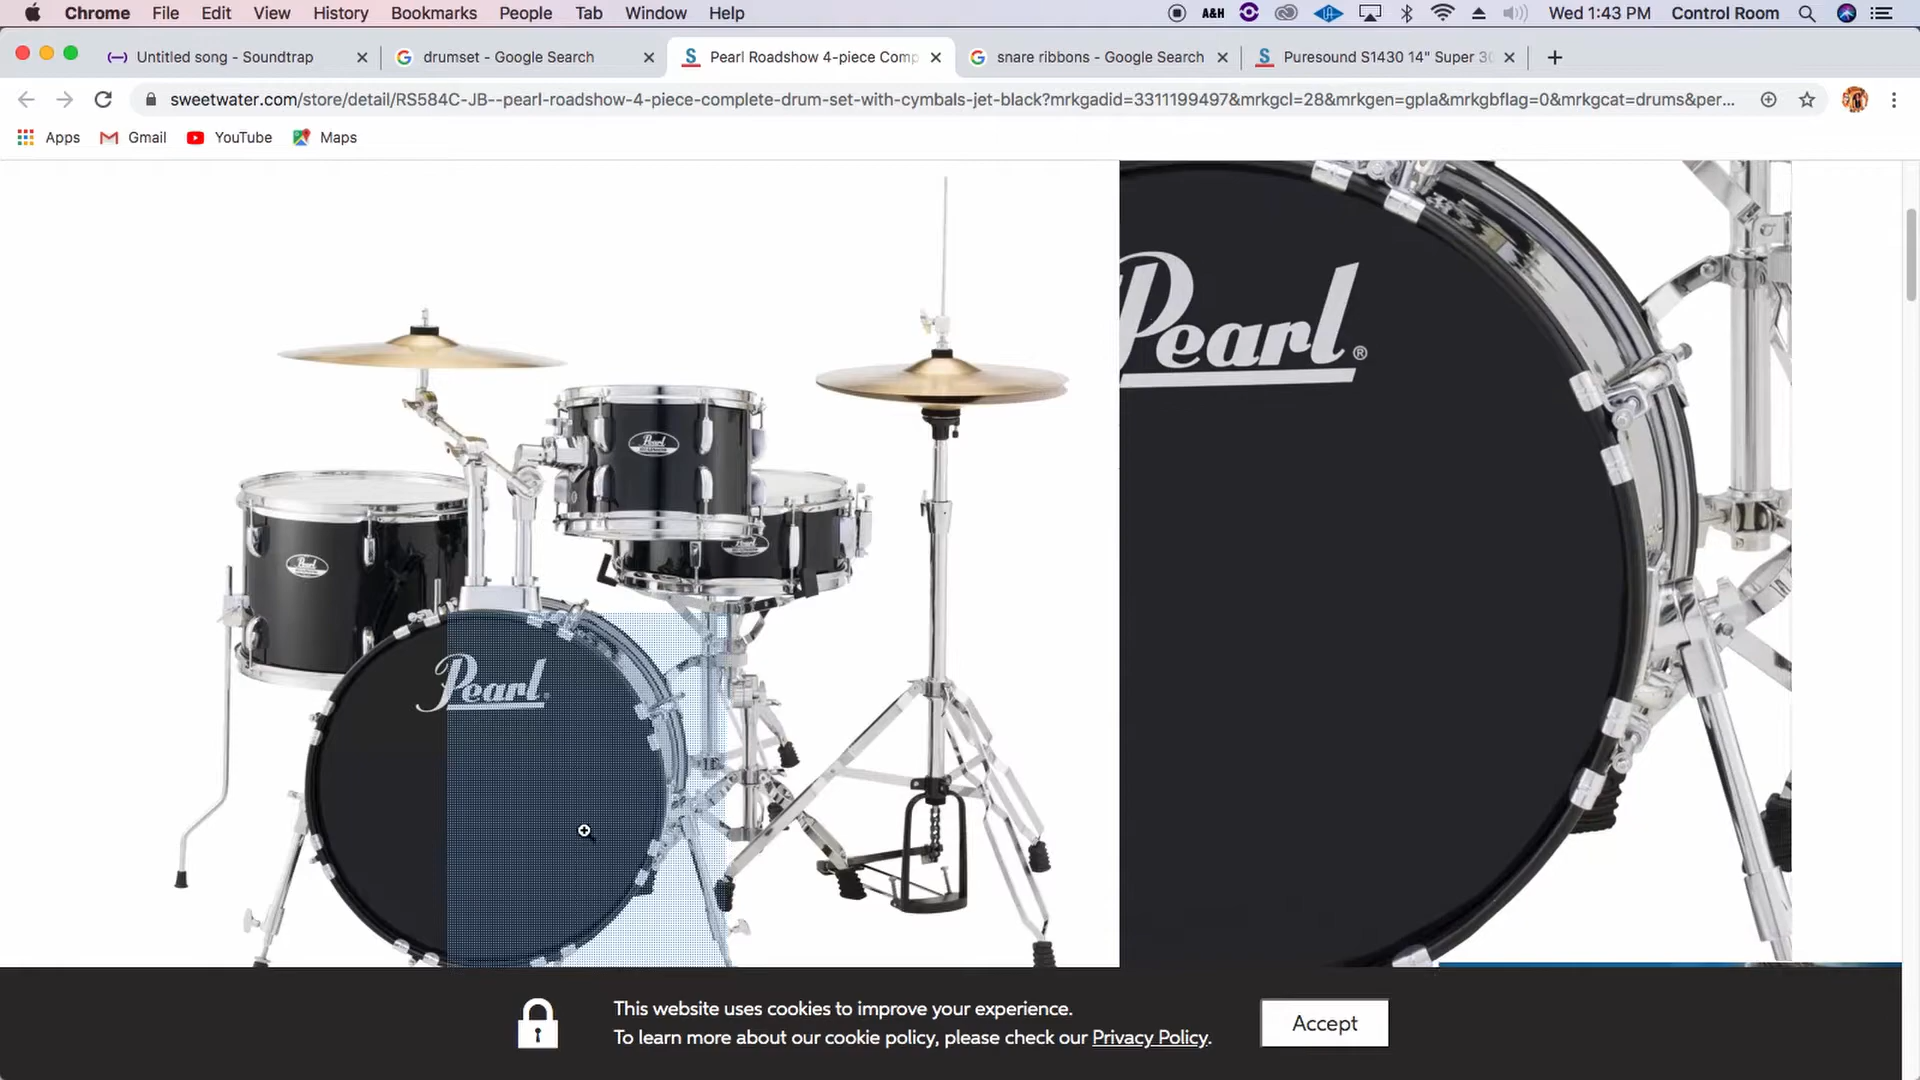 Chrome File Edit View History Bookmarks People Tab Window Help A&H Wed 1:43 PM Control Room
Untitled song - Soundtrap drumset - Google Search Pearl Roadshow 4-piece Comp snare ribbons - Google Search Puresound S1430 14" Super 30
sweetwater.com/store/detail/RS584C-JB--pearl-roadshow-4-piece-complete-drum-set-with-cymbals-jet-black?mrkgadid=3311199497&mrkgcl=28&mrkgen=gpla&mrkgbflag=0&mrkgcat=drums&per...
Apps Gmail YouTube Maps
Pearl®
Pearl
Pearl
Pearl
Pearl
This website uses cookies to improve your experience.
To learn more about our cookie policy, please check our Privacy Policy.
Accept